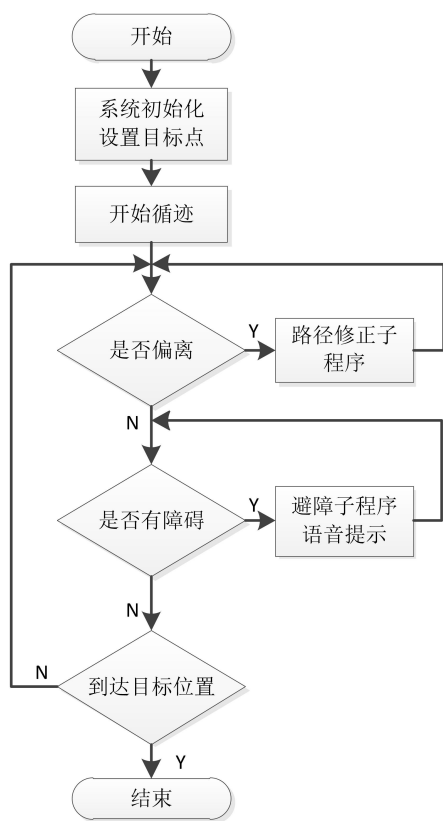 开始
系统初始化
设置目标点
开始循迹
是否偏离
Y
路径修正子
程序
N
是否有障碍
Y
避障子程序
语音提示
N
到达目标位置
N
Y
结束